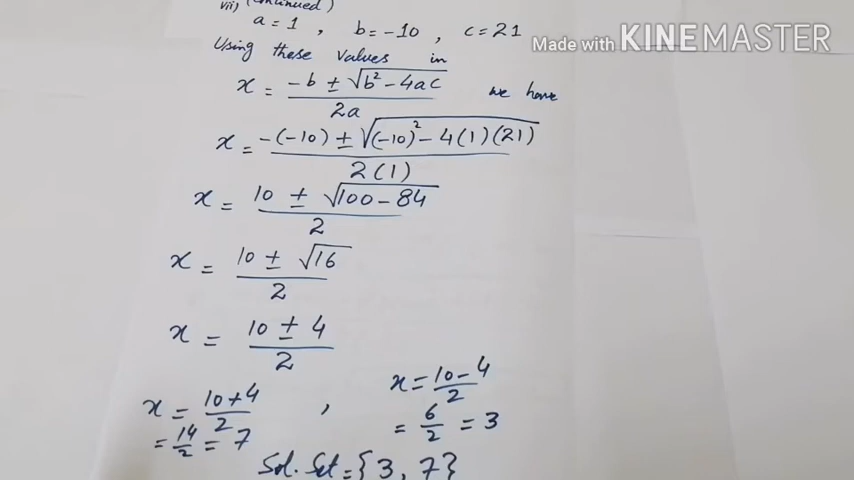 vii) (Continued)
a = 1 , b = -10 , c = 21
Made with KINEMASTER
Using these values in
x = (-b ± √(b² - 4ac)) / 2a we have
x = (-(-10) ± √((-10)² - 4(1)(21))) / 2(1)
x = (10 ± √(100 - 84)) / 2
x = (10 ± √16) / 2
x = (10 ± 4) / 2
x = (10 + 4) / 2 , x = (10 - 4) / 2
= 14/2 = 7 = 6/2 = 3
Sol. Set = {3, 7}